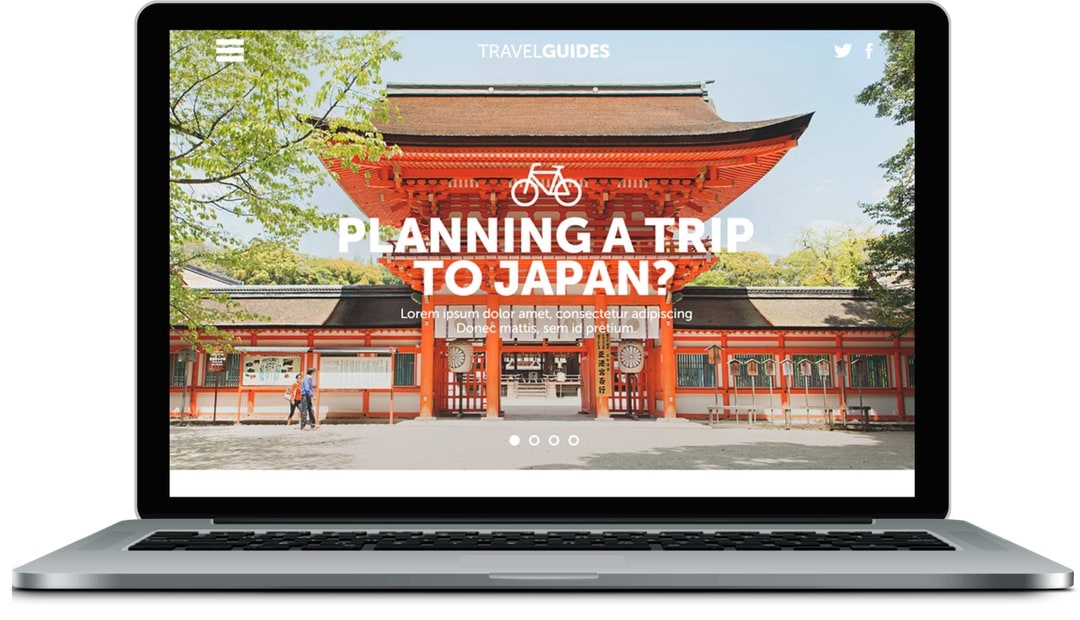 TRAVELGUIDES
PLANNING A TRIP
TO JAPAN?
Lorem ipsum dolor amet, consectetur adipiscing
Donec mattis, sem id pretium